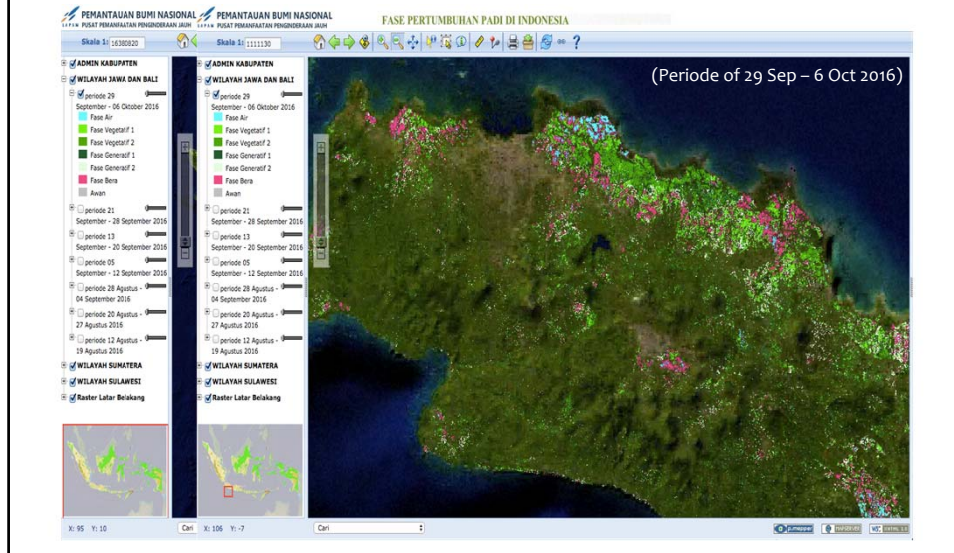 PEMANTAUAN BUMI NASIONAL
PUSAT PEMANFAATAN PENGINDERAAN JAUH
PEMANTAUAN BUMI NASIONAL
PUSAT PEMANFAATAN PENGINDERAAN JAUH
FASE PERTUMBUHAN PADI DI INDONESIA
Skala 1: 16380820
Skala 1: 1111130
ADMIN KABUPATEN
WILAYAH JAWA DAN BALI
periode 29
September - 06 Oktober 2016
Fase Air
Fase Vegetatif 1
Fase Vegetatif 2
Fase Generatif 1
Fase Generatif 2
Fase Bera
Awan
periode 21
September - 28 September 2016
periode 13
September - 20 September 2016
periode 05
September - 12 September 2016
periode 28 Agustus -
04 September 2016
periode 20 Agustus -
27 Agustus 2016
periode 12 Agustus -
19 Agustus 2016
WILAYAH SUMATERA
WILAYAH SULAWESI
Raster Latar Belakang
X: 95 Y: 10
Cari
ADMIN KABUPATEN
WILAYAH JAWA DAN BALI
periode 29
September - 06 Oktober 2016
Fase Air
Fase Vegetatif 1
Fase Vegetatif 2
Fase Generatif 1
Fase Generatif 2
Fase Bera
Awan
periode 21
September - 28 September 2016
periode 13
September - 20 September 2016
periode 05
September - 12 September 2016
periode 28 Agustus -
04 September 2016
periode 20 Agustus -
27 Agustus 2016
periode 12 Agustus -
19 Agustus 2016
WILAYAH SUMATERA
WILAYAH SULAWESI
Raster Latar Belakang
X: 106 Y: -7
Cari
(Periode of 29 Sep – 6 Oct 2016)
p.mapper
MAPSERVER
W3C XHTML 1.0